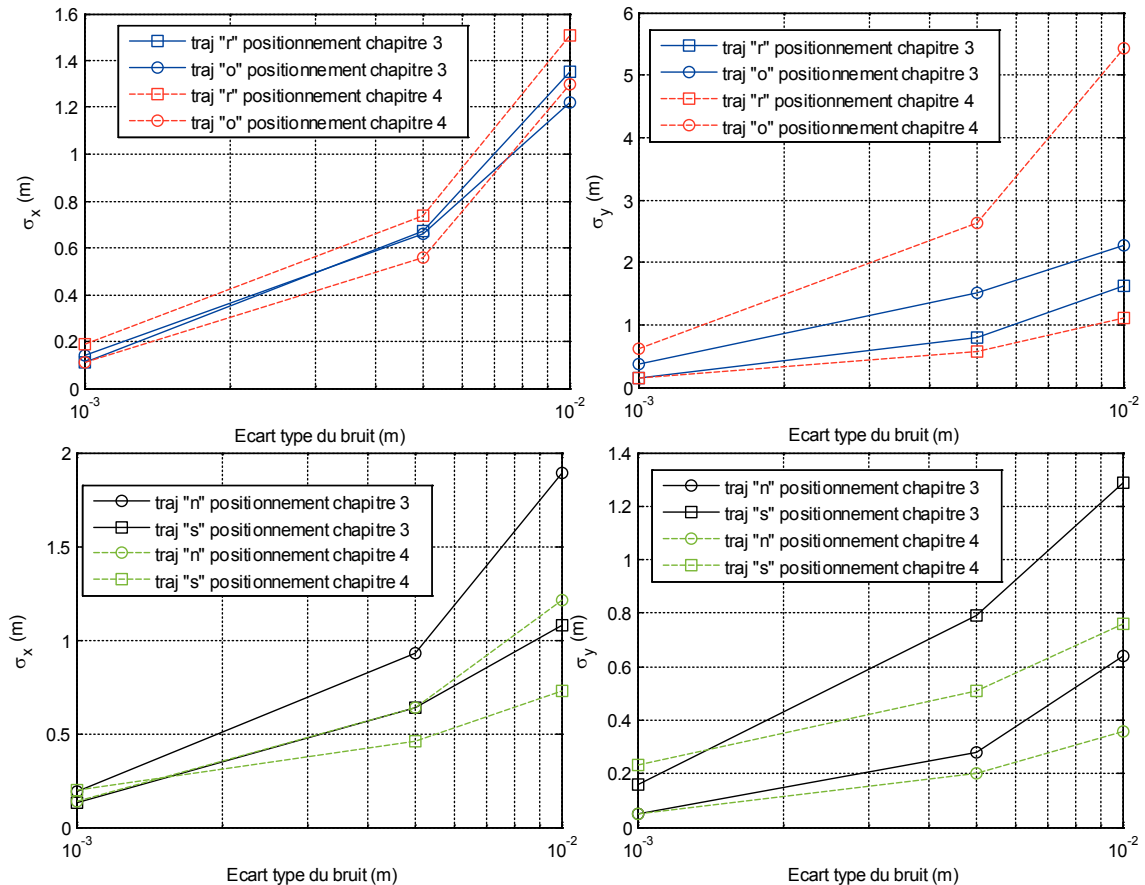 1.6
1.4
1.2
1
0.8
0.6
0.4
0.2
0
σx (m)
traj "r" positionnement chapitre 3
traj "o" positionnement chapitre 3
traj "r" positionnement chapitre 4
traj "o" positionnement chapitre 4
10-3
10-2
Ecart type du bruit (m)
6
5
4
3
2
1
0
σy (m)
traj "r" positionnement chapitre 3
traj "o" positionnement chapitre 3
traj "r" positionnement chapitre 4
traj "o" positionnement chapitre 4
10-3
10-2
Ecart type du bruit (m)
2
1.5
1
0.5
0
σx (m)
traj "n" positionnement chapitre 3
traj "s" positionnement chapitre 3
traj "n" positionnement chapitre 4
traj "s" positionnement chapitre 4
10-3
10-2
Ecart type du bruit (m)
1.4
1.2
1
0.8
0.6
0.4
0.2
0
σy (m)
traj "n" positionnement chapitre 3
traj "s" positionnement chapitre 3
traj "n" positionnement chapitre 4
traj "s" positionnement chapitre 4
10-3
10-2
Ecart type du bruit (m)